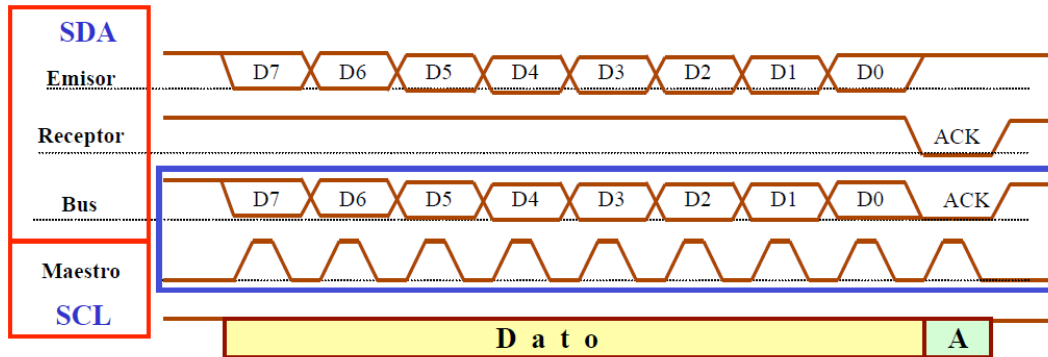 SDA
Emisor D7 D6 D5 D4 D3 D2 D1 D0
Receptor ACK
Bus D7 D6 D5 D4 D3 D2 D1 D0 ACK
Maestro
SCL
Dato A